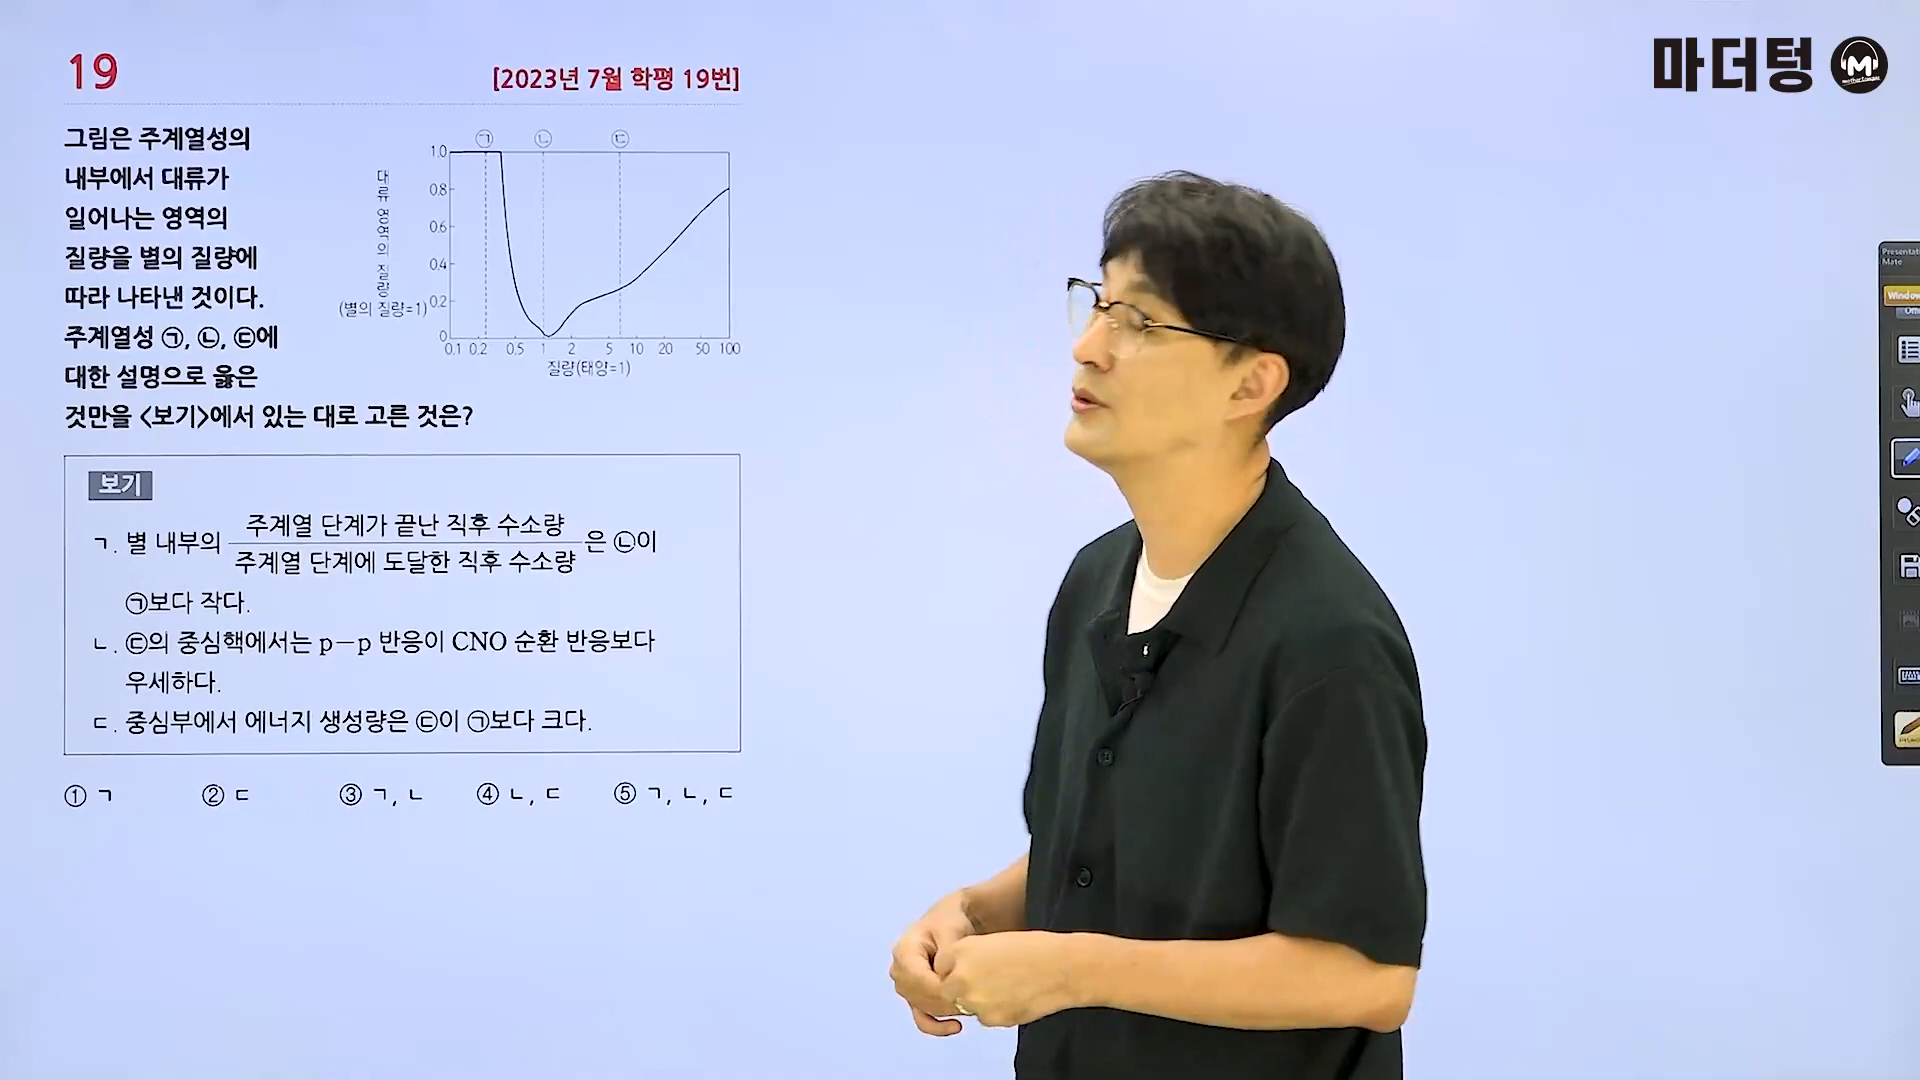 19
[2023년 7월 학평 19번]
마더텅
그림은 주계열성의
내부에서 대류가
일어나는 영역의
질량을 별의 질량에
따라 나타낸 것이다.
주계열성 ㉠, ㉡, ㉢에
대한 설명으로 옳은
것만을 <보기>에서 있는 대로 고른 것은?
㉠ ㉡ ㉢
대류 영역의 질량
(별의 질량=1)
1.0
0.8
0.6
0.4
0.2
0
0.1 0.2 0.5 1 2 5 10 20 50 100
질량(태양=1)
보기
ㄱ. 별 내부의 주계열 단계가 끝난 직후 수소량
주계열 단계에 도달한 직후 수소량 은 ㉡이
㉠보다 작다.
ㄴ. ㉢의 중심핵에서는 p-p 반응이 CNO 순환 반응보다
우세하다.
ㄷ. 중심부에서 에너지 생성량은 ㉢이 ㉠보다 크다.
① ㄱ ② ㄷ ③ ㄱ, ㄴ ④ ㄴ, ㄷ ⑤ ㄱ, ㄴ, ㄷ